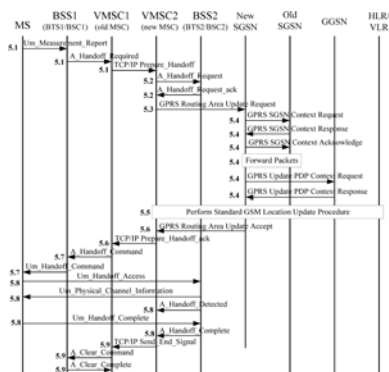 MS
BSS1
(BTS1/BSC1)
VMSC1
(old MSC)
VMSC2
(new MSC)
BSS2
(BTS2/BSC2)
New
SGSN
Old
SGSN
GGSN
HLR/
VLR
5.1 Um_Measurement_Report
5.1 A_Handoff_Required
TCP/IP Prepare_Handoff
5.2 A_Handoff_Request
5.2 A_Handoff_Request_ack
5.3 GPRS Routing Area Update Request
5.4 GPRS SGSN Context Request
5.4 GPRS SGSN Context Response
5.4 GPRS SGSN Context Acknowledge
5.4 Forward Packets
5.4 GPRS Update PDP Context Request
5.4 GPRS Update PDP Context Response
5.5 Perform Standard GSM Location Update Procedure
5.6 GPRS Routing Area Update Accept
5.6 TCP/IP Prepare_Handoff_ack
5.7 A_Handoff_Command
5.7 Um_Handoff_Command
5.8 Um_Handoff_Access
5.8 Um_Physical_Channel_Information
5.8 A_Handoff_Detected
5.8 Um_Handoff_Complete
5.8 A_Handoff_Complete
5.9 TCP/IP Send_End_Signal
5.9 A_Clear_Command
5.9 A_Clear_Complete